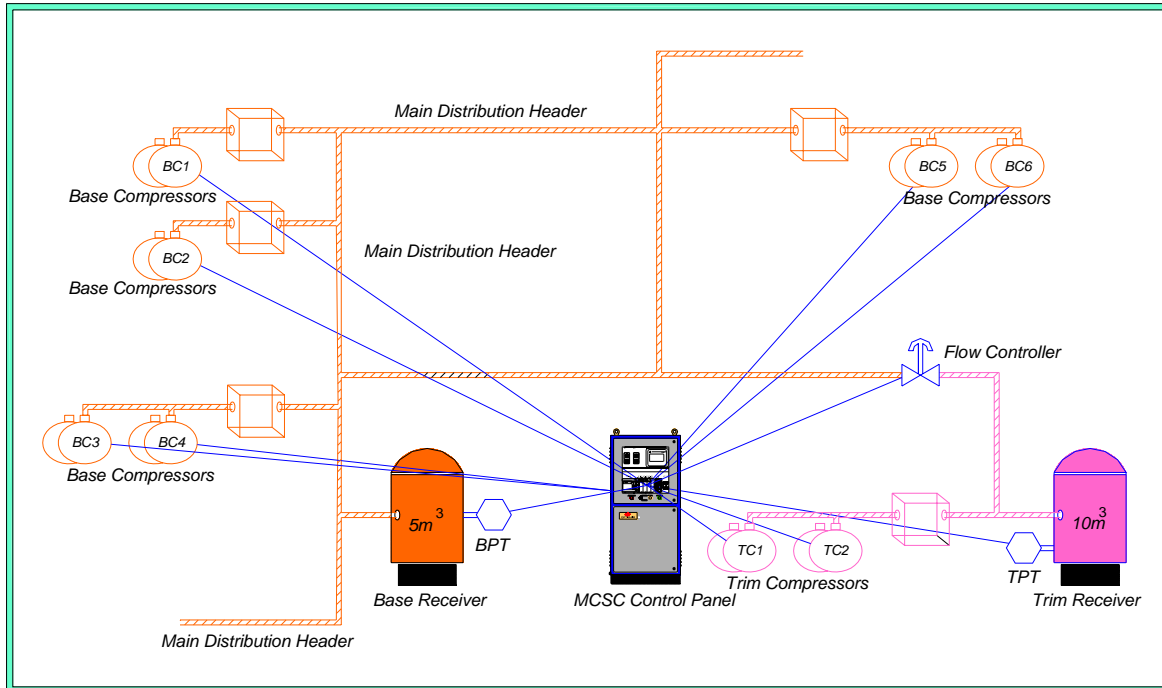 Main Distribution Header
BC1
Base Compressors
BC5
BC6
Base Compressors
BC2
Base Compressors
Main Distribution Header
Flow Controller
BC3
BC4
Base Compressors
5m³
BPT
Base Receiver
MCSC Control Panel
TC1
TC2
Trim Compressors
TPT
10m³
Trim Receiver
Main Distribution Header